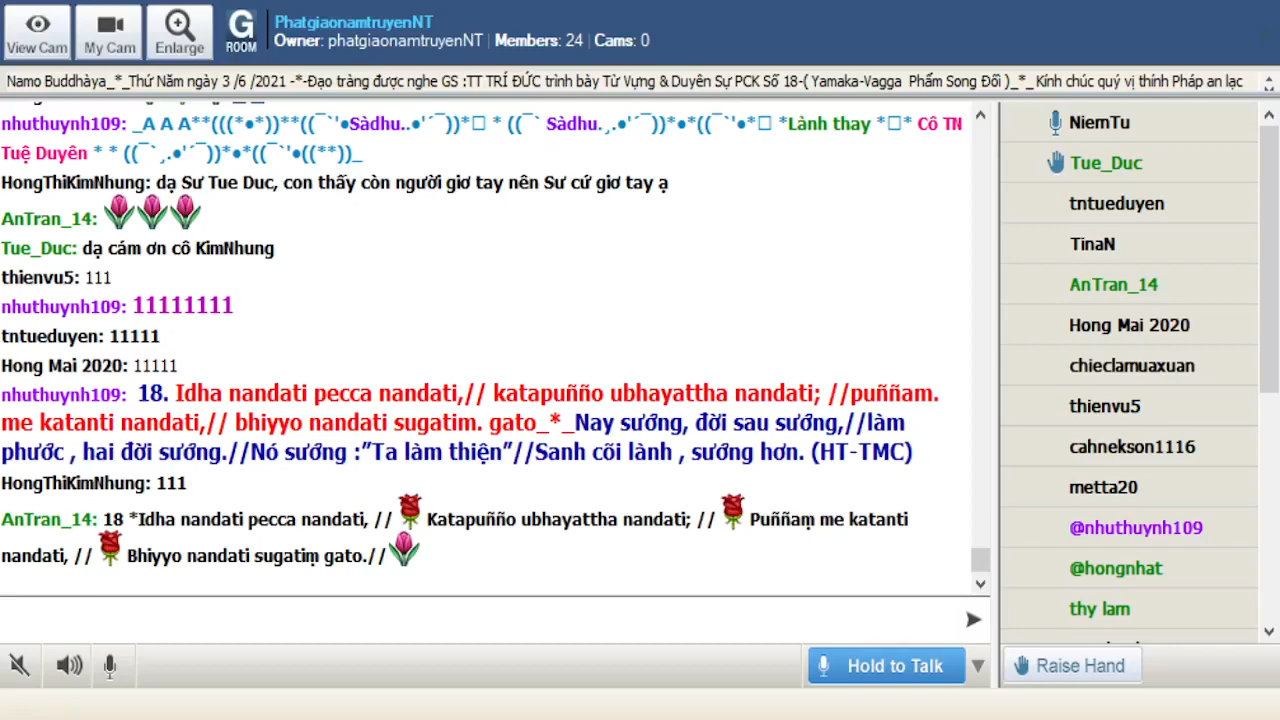 View Cam
My Cam
Enlarge
G
ROOM
PhatgiaonamtruyenNT
Owner: phatgiaonamtruyenNT | Members: 24 | Cams: 0
Namo Buddhàya_*_Thứ Năm ngày 3 /6 /2021 -*-Đạo tràng được nghe GS :TT TRÍ ĐỨC trình bày Từ Vựng & Duyên Sự PCK Số 18-( Yamaka-Vagga Phẩm Song Đối )_*_ Kính chúc quý vị thính Pháp an lạc
nhuthuynh109: _A A A**(((*•*))**((¯`'•Sàdhu..•'´¯))*□ * ((¯` Sàdhu.¸.•'´¯))*•*((¯`'•*□ *Lành thay *□* Cô TN
Tuệ Duyên * * ((¯`¸.•'´¯))*•*((¯`'•((**))_
HongThiKimNhung: dạ Sư Tue Duc, con thấy còn người giơ tay nên Sư cứ giơ tay ạ
AnTran_14:
Tue_Duc: dạ cám ơn cô KimNhung
thienvu5: 111
nhuthuynh109: 11111111
tntueduyen: 11111
Hong Mai 2020: 11111
nhuthuynh109: 18. Idha nandati pecca nandati,// katapuñño ubhayattha nandati; //puññam.
me katanti nandati,// bhiyyo nandati sugatim. gato_*_Nay sướng, đời sau sướng,//làm
phước , hai đời sướng.//Nó sướng :”Ta làm thiện”//Sanh cõi lành , sướng hơn. (HT-TMC)
HongThiKimNhung: 111
AnTran_14: 18 *Idha nandati pecca nandati, // Katapuñño ubhayattha nandati; // Puññaṃ me katanti
nandati, // Bhiyyo nandati sugatiṃ gato.//
Hold to Talk
NiemTu
Tue_Duc
tntueduyen
TinaN
AnTran_14
Hong Mai 2020
chieclamuaxuan
thienvu5
cahnekson1116
metta20
@nhuthuynh109
@hongnhat
thy lam
Raise Hand